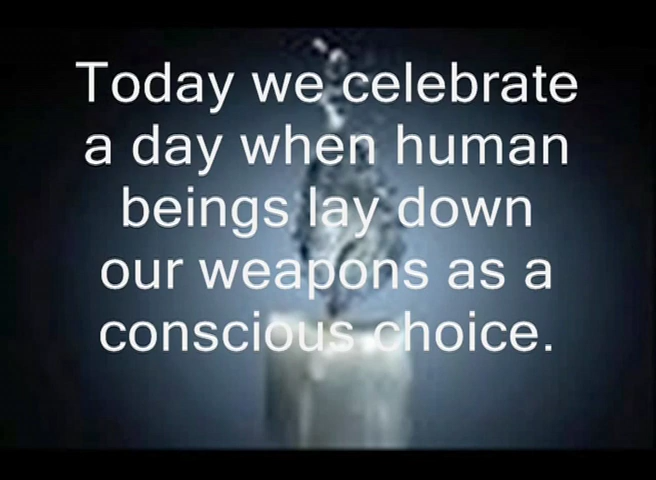 Today we celebrate
a day when human
beings lay down
our weapons as a
conscious choice.